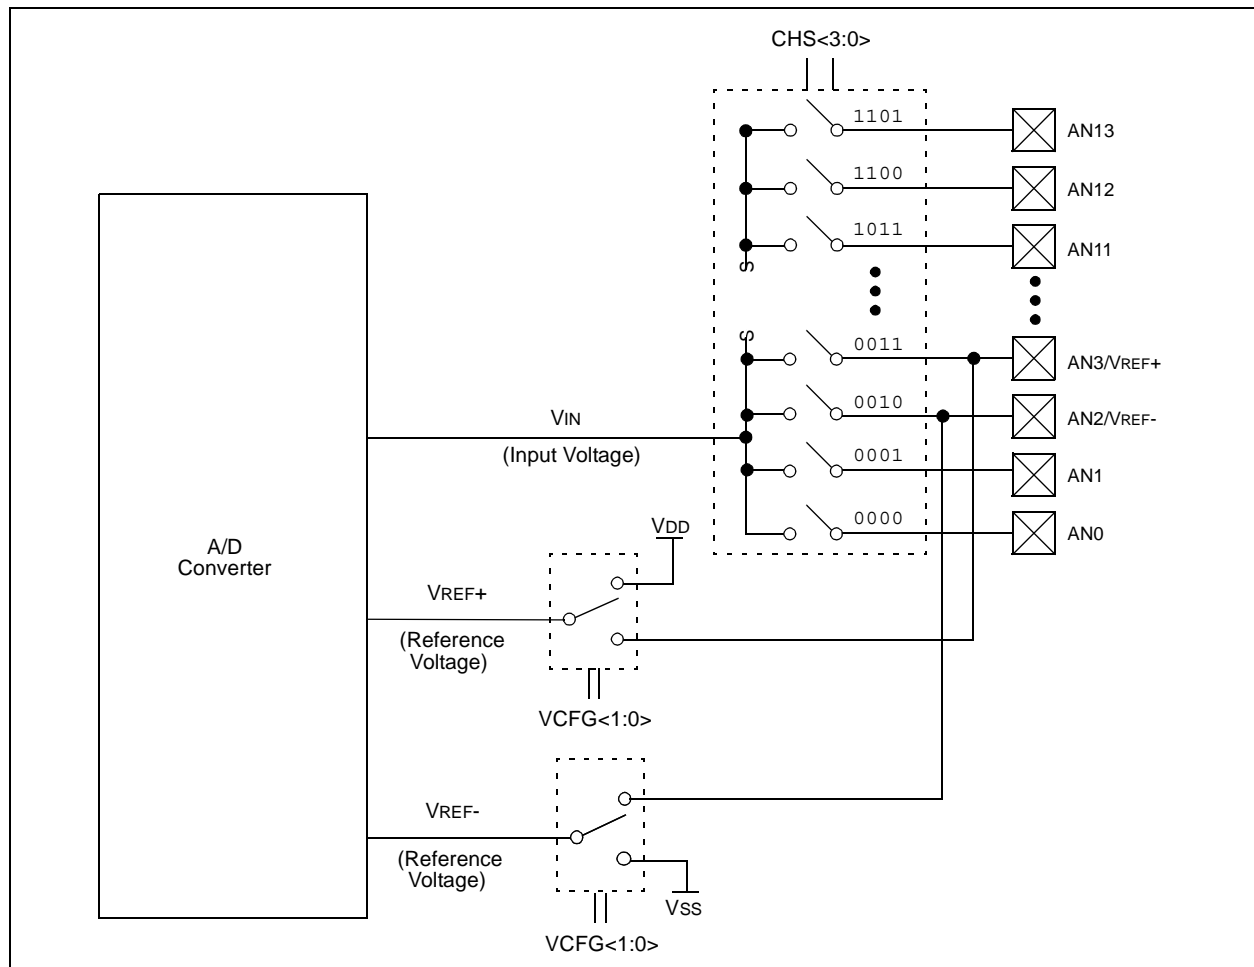 CHS<3:0>
1101
AN13
1100
AN12
1011
AN11
0011
AN3/VREF+
0010
AN2/VREF-
VIN
(Input Voltage)
0001
AN1
0000
AN0
VDD
A/D
Converter
VREF+
(Reference
Voltage)
VCFG<1:0>
VREF-
(Reference
Voltage)
VSS
VCFG<1:0>